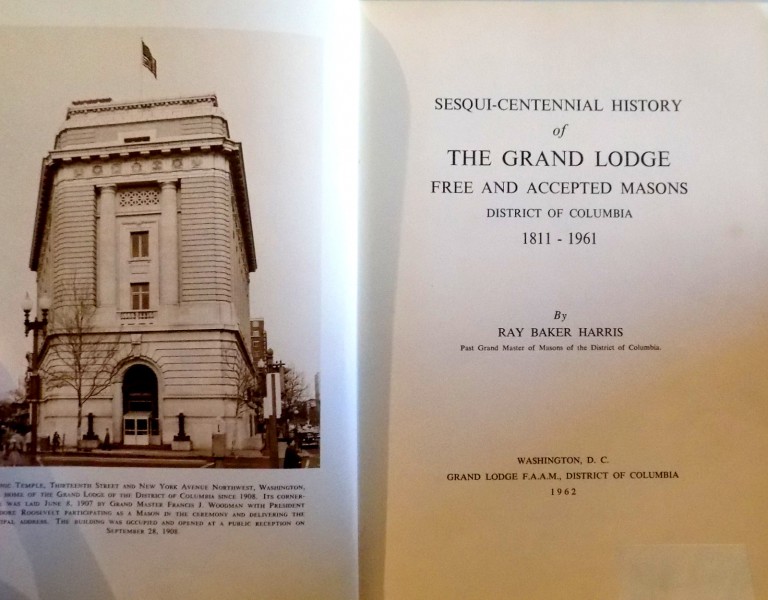 NIC TEMPLE, THIRTEENTH STREET AND NEW YORK AVENUE NORTHWEST, WASHINGTON,
HOME OF THE GRAND LODGE OF THE DISTRICT OF COLUMBIA SINCE 1908. ITS CORNER-
WAS LAID JUNE 8, 1907 BY GRAND MASTER FRANCIS J. WOODMAN WITH PRESIDENT
DORE ROOSEVELT PARTICIPATING AS A MASON IN THE CEREMONY AND DELIVERING THE
PAL ADDRESS. THE BUILDING WAS OCCUPIED AND OPENED AT A PUBLIC RECEPTION ON
SEPTEMBER 28, 1908.
SESQUI-CENTENNIAL HISTORY
of
THE GRAND LODGE
FREE AND ACCEPTED MASONS
DISTRICT OF COLUMBIA
1811 - 1961
By
RAY BAKER HARRIS
Past Grand Master of Masons of the District of Columbia.
WASHINGTON, D. C.
GRAND LODGE F.A.A.M., DISTRICT OF COLUMBIA
1962